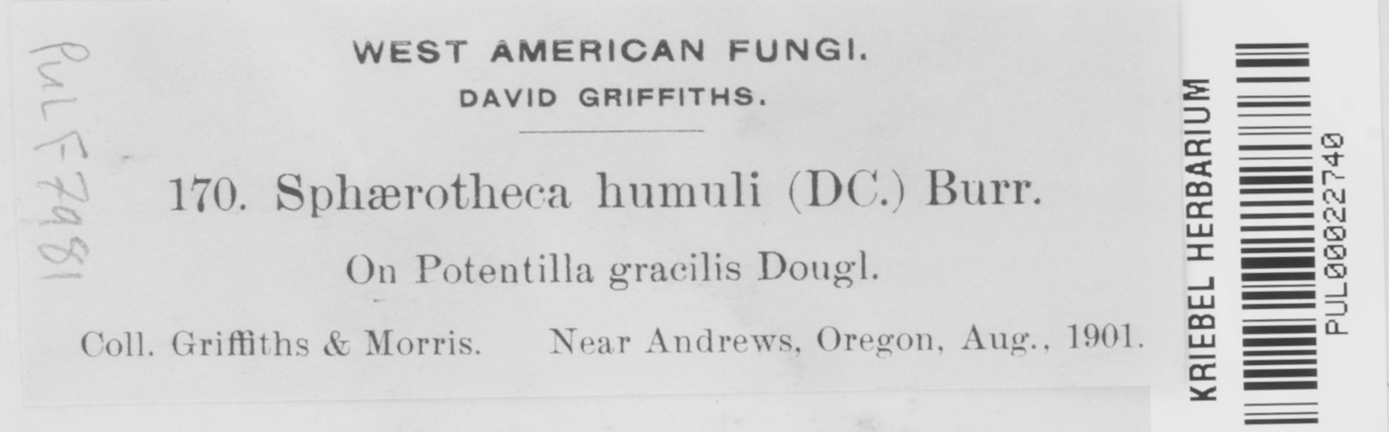 WEST AMERICAN FUNGI.
DAVID GRIFFITHS.
170. Sphærotheca humuli (DC.) Burr.
On Potentilla gracilis Dougl.
Coll. Griffiths & Morris. Near Andrews, Oregon, Aug., 1901.
PUL F7981
KRIEBEL HERBARIUM
PUL00022740